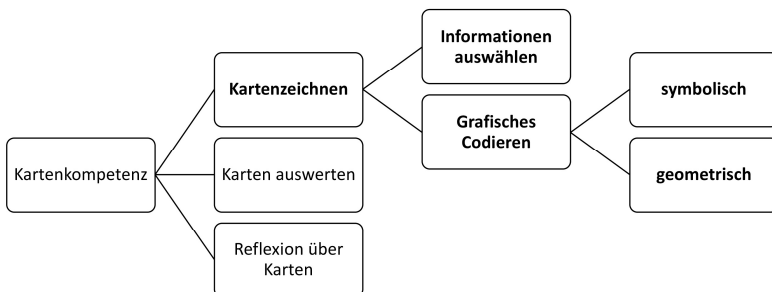 Kartenkompetenz
Kartenzeichnen
Karten auswerten
Reflexion über
Karten
Informationen
auswählen
Grafisches
Codieren
symbolisch
geometrisch